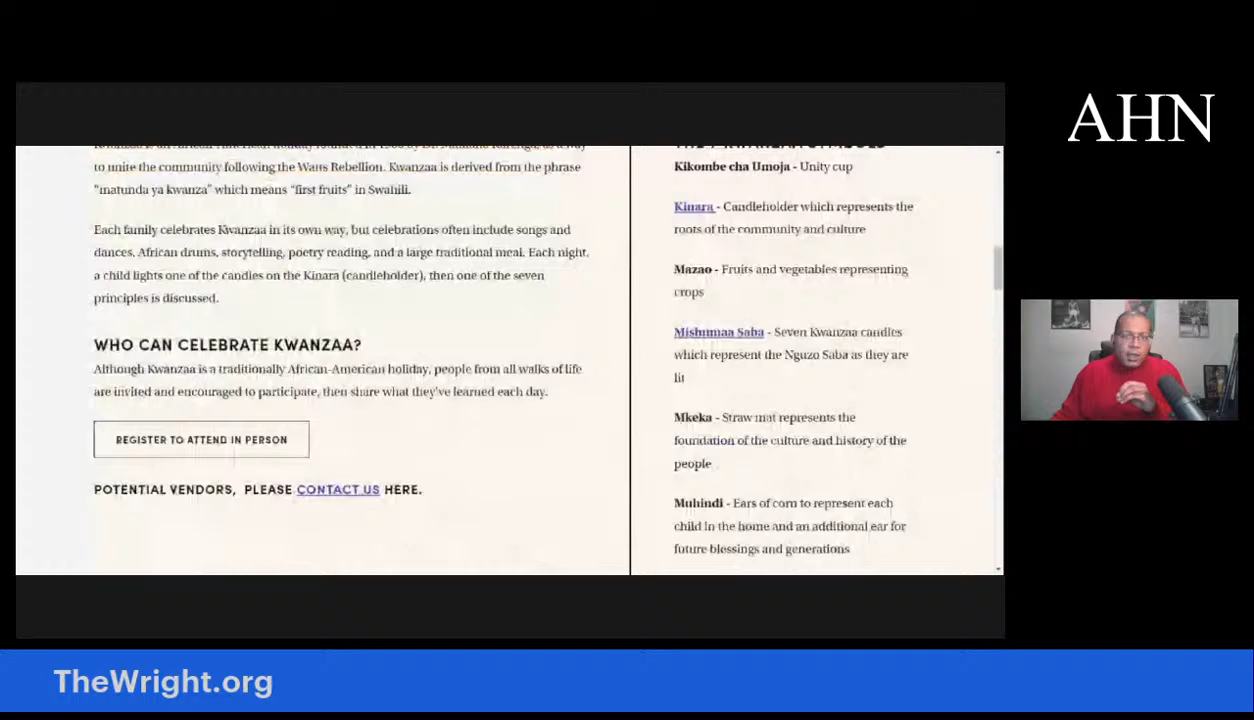 AHN
to unite the community following the Watts Rebellion. Kwanzaa is derived from the phrase
"matunda ya kwanza" which means "first fruits" in Swahili.
Each family celebrates Kwanzaa in its own way, but celebrations often include songs and
dances, African drums, storytelling, poetry reading, and a large traditional meal. Each night,
a child lights one of the candles on the Kinara (candleholder), then one of the seven
principles is discussed.
WHO CAN CELEBRATE KWANZAA?
Although Kwanzaa is a traditionally African-American holiday, people from all walks of life
are invited and encouraged to participate, then share what they've learned each day.
REGISTER TO ATTEND IN PERSON
POTENTIAL VENDORS, PLEASE CONTACT US HERE.
Kikombe cha Umoja - Unity cup
Kinara - Candleholder which represents the
roots of the community and culture
Mazao - Fruits and vegetables representing
crops
Mishumaa Saba - Seven Kwanzaa candles
which represent the Nguzo Saba as they are
lit
Mkeka - Straw mat represents the
foundation of the culture and history of the
people
Muhindi - Ears of corn to represent each
child in the home and an additional ear for
future blessings and generations
TheWright.org